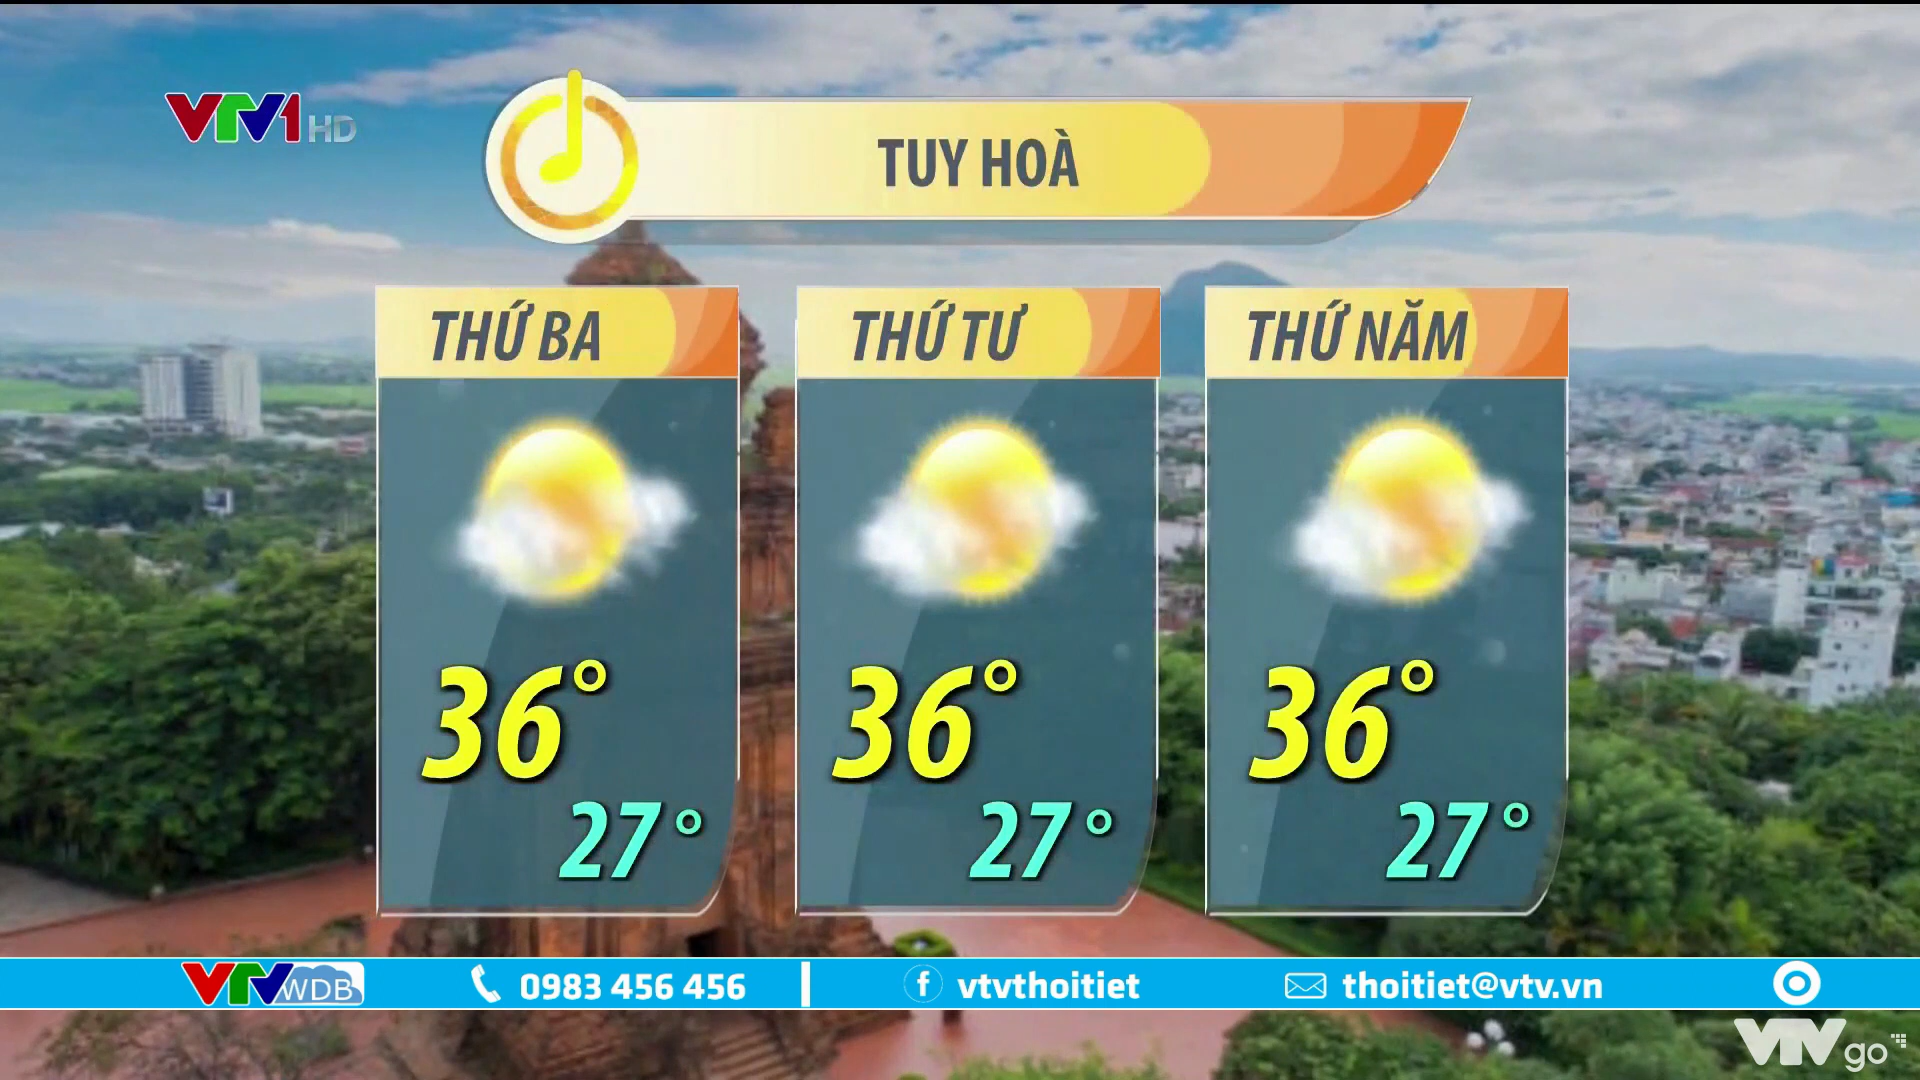 VTV1 HD
TUY HOÀ
THỨ BA
THỨ TƯ
THỨ NĂM
36°
36°
36°
27°
27°
27°
VTV WDB
0983 456 456
f vtvthoitiet
thoitiet@vtv.vn
VTV go